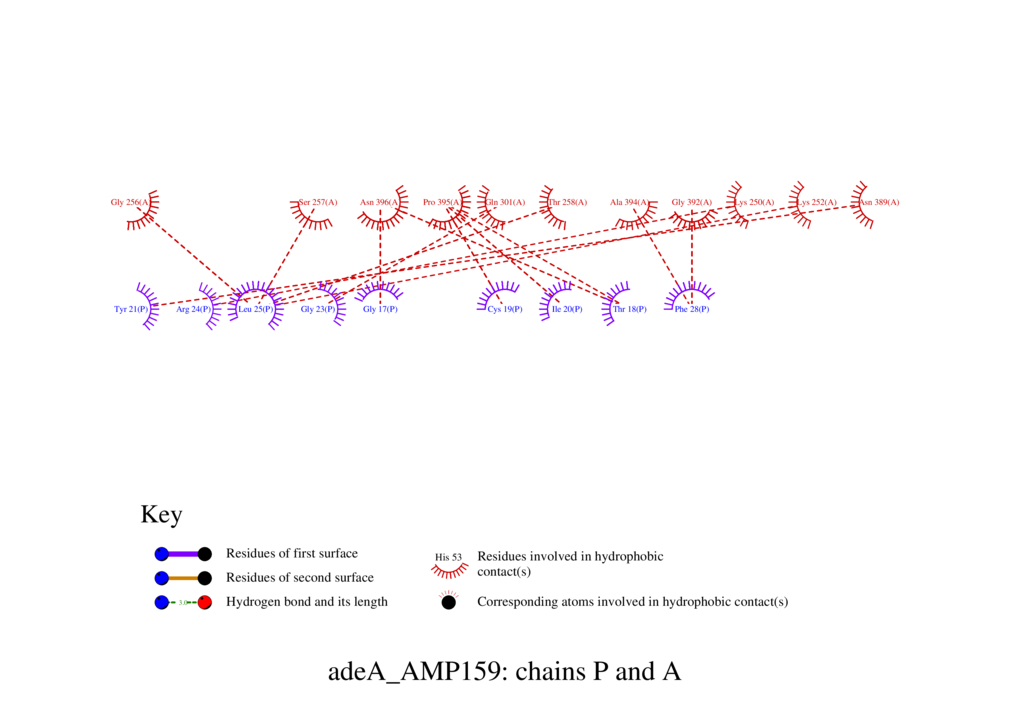 Gly 256(A) Ser 257(A) Asn 396(A) Pro 395(A) Gln 301(A) Thr 258(A) Ala 394(A) Gly 392(A) Lys 250(A) Lys 252(A) Asn 389(A)
Tyr 21(P) Arg 24(P) Leu 25(P) Gly 23(P) Gly 17(P) Cys 19(P) Ile 20(P) Thr 18(P) Phe 28(P)
Key
Residues of first surface
Residues of second surface
3.0
Hydrogen bond and its length
His 53
Residues involved in hydrophobic
contact(s)
Corresponding atoms involved in hydrophobic contact(s)
adeA_AMP159: chains P and A